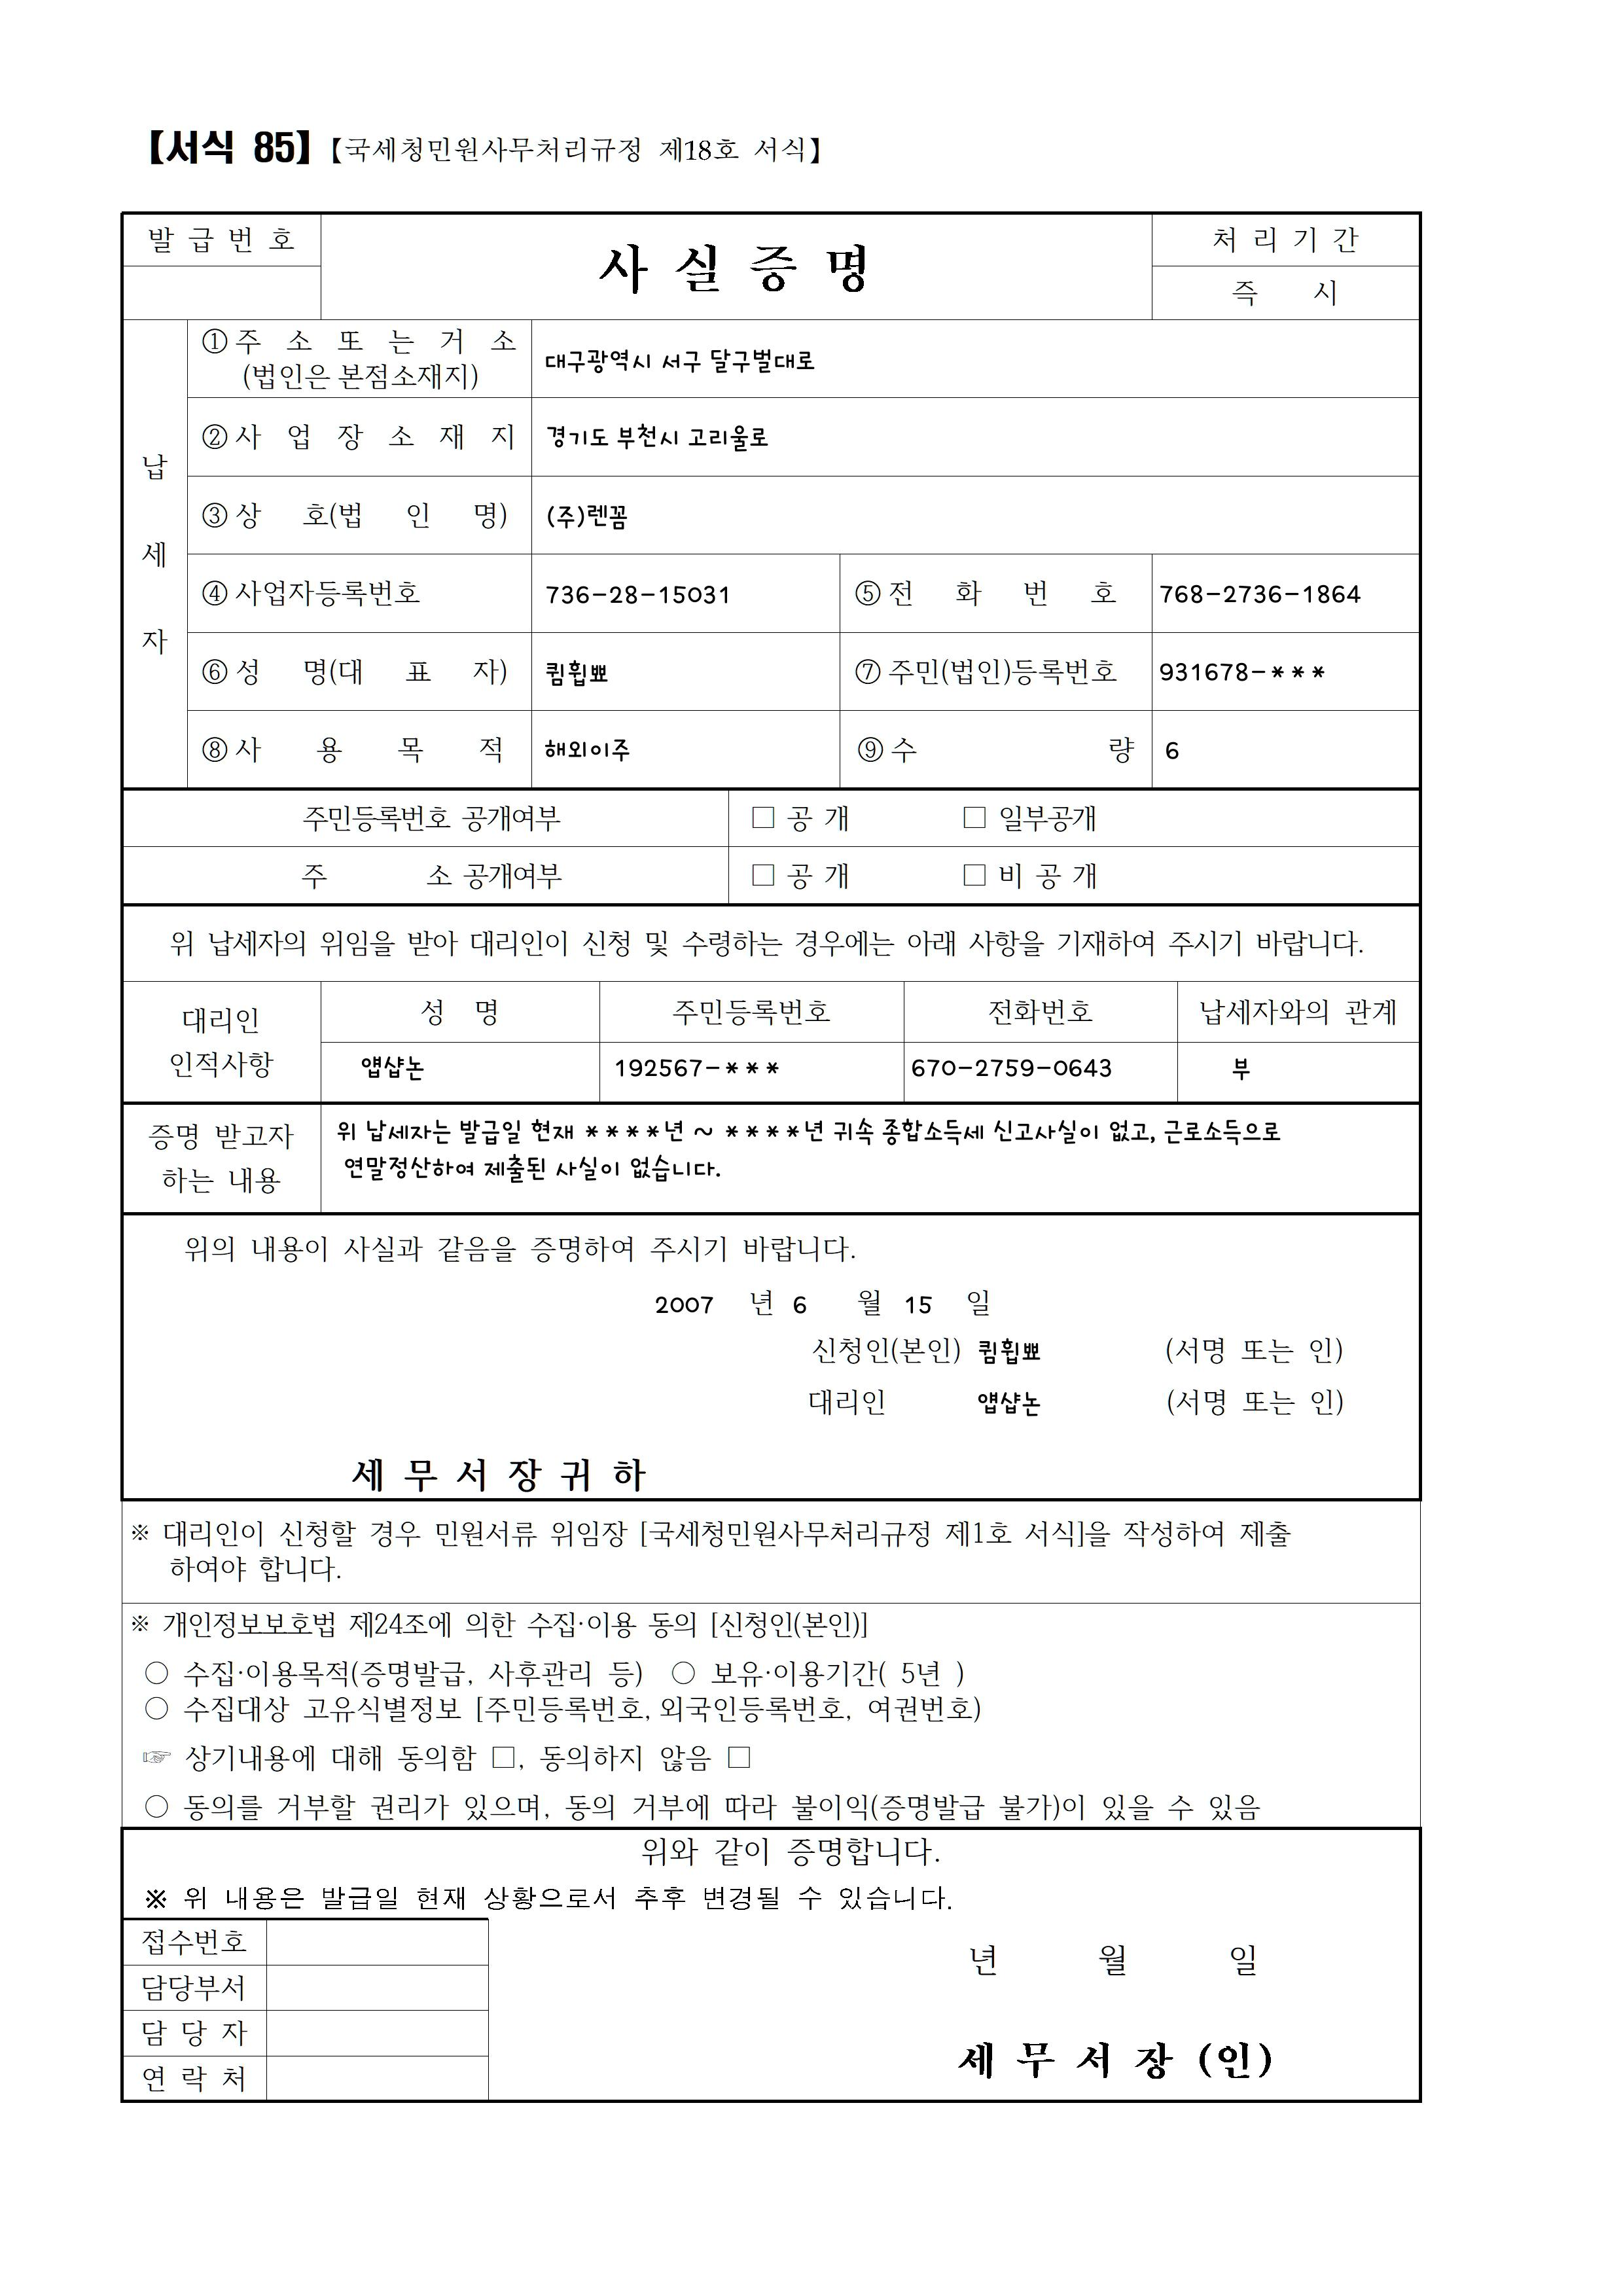 【서식 85】【국세청민원사무처리규정 제18호 서식】
발 급 번 호
사 실 증 명
처 리 기 간
즉 시
납 세 자
① 주 소 또 는 거 소
(법인은 본점소재지)
대구광역시 서구 달구벌대로
② 사 업 장 소 재 지
경기도 부천시 고리울로
③ 상 호(법 인 명)
(주)렌꼼
④ 사업자등록번호
736-28-15031
⑤ 전 화 번 호
768-2736-1864
⑥ 성 명(대 표 자)
큄휩뾰
⑦ 주민(법인)등록번호
931678-***
⑧ 사 용 목 적
해외이주
⑨ 수 량
6
주민등록번호 공개여부
□ 공 개 □ 일부공개
주 소 공개여부
□ 공 개 □ 비 공 개
위 납세자의 위임을 받아 대리인이 신청 및 수령하는 경우에는 아래 사항을 기재하여 주시기 바랍니다.
대리인
인적사항
성 명 주민등록번호 전화번호 납세자와의 관계
얩샵논 192567-*** 670-2759-0643 부
증명 받고자
하는 내용
위 납세자는 발급일 현재 ****년 ~ ****년 귀속 종합소득세 신고사실이 없고, 근로소득으로
연말정산하여 제출된 사실이 없습니다.
위의 내용이 사실과 같음을 증명하여 주시기 바랍니다.
2007 년 6 월 15 일
신청인(본인) 큄휩뾰 (서명 또는 인)
대리인 얩샵논 (서명 또는 인)
세 무 서 장 귀 하
※ 대리인이 신청할 경우 민원서류 위임장 [국세청민원사무처리규정 제1호 서식]을 작성하여 제출
하여야 합니다.
※ 개인정보보호법 제24조에 의한 수집·이용 동의 [신청인(본인)]
○ 수집·이용목적(증명발급, 사후관리 등) ○ 보유·이용기간( 5년 )
○ 수집대상 고유식별정보 [주민등록번호, 외국인등록번호, 여권번호)
☞ 상기내용에 대해 동의함 □, 동의하지 않음 □
○ 동의를 거부할 권리가 있으며, 동의 거부에 따라 불이익(증명발급 불가)이 있을 수 있음
위와 같이 증명합니다.
※ 위 내용은 발급일 현재 상황으로서 추후 변경될 수 있습니다.
접수번호
담당부서
담 당 자
연 락 처
년 월 일
세 무 서 장 (인)